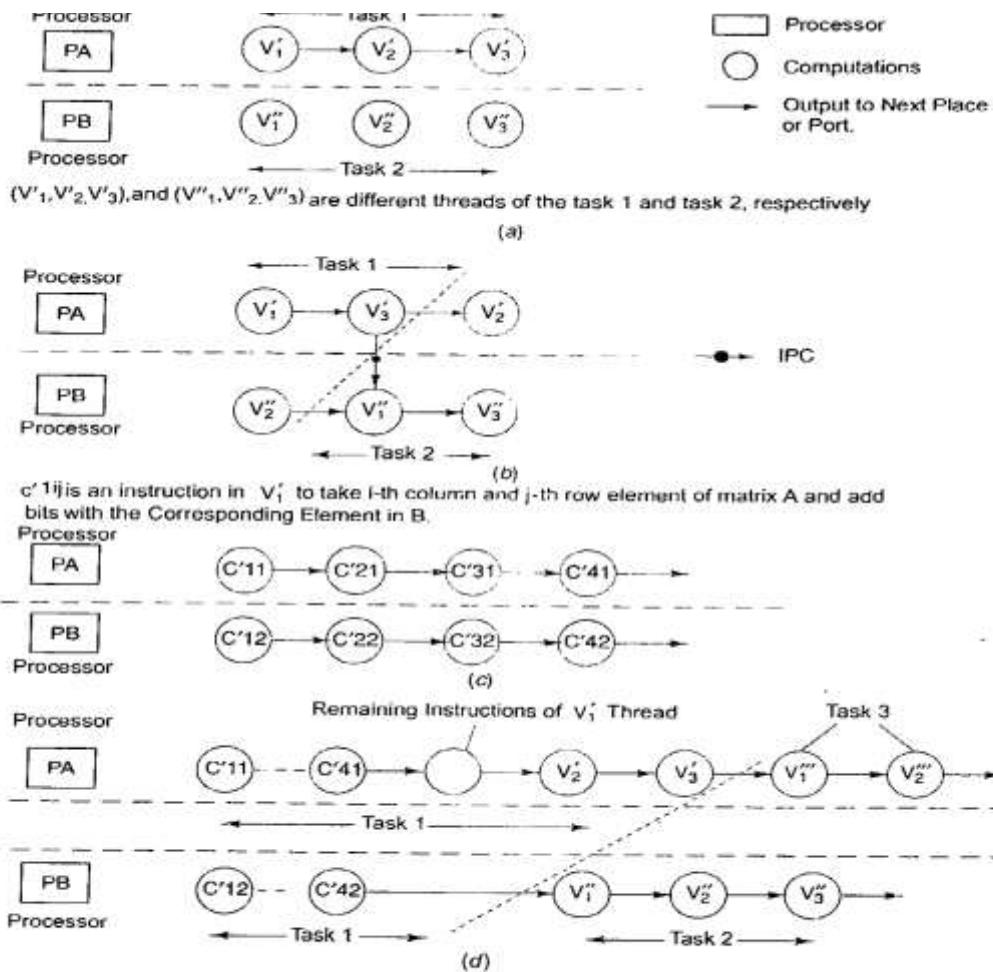 Processor
Task 1
PA
V'1
V'2
V'3
Processor
Computations
Output to Next Place
or Port.
PB
V''1
V''2
V''3
Processor
Task 2
(V'1,V'2,V'3),and (V''1,V''2,V''3) are different threads of the task 1 and task 2, respectively
(a)
Processor
Task 1
PA
V'1
V'3
V'2
IPC
PB
V''2
V''1
V''3
Processor
Task 2
(b)
c'1ij is an instruction in V'1 to take i-th column and j-th row element of matrix A and add
bits with the Corresponding Element in B.
Processor
PA
C'11
C'21
C'31
C'41
PB
C'12
C'22
C'32
C'42
Processor
(c)
Remaining Instructions of V'1 Thread
Task 3
Processor
PA
C'11
C'41
V'2
V'3
V'''1
V'''2
Task 1
PB
C'12
C'42
V''1
V''2
V''3
Processor
Task 1
Task 2
(d)